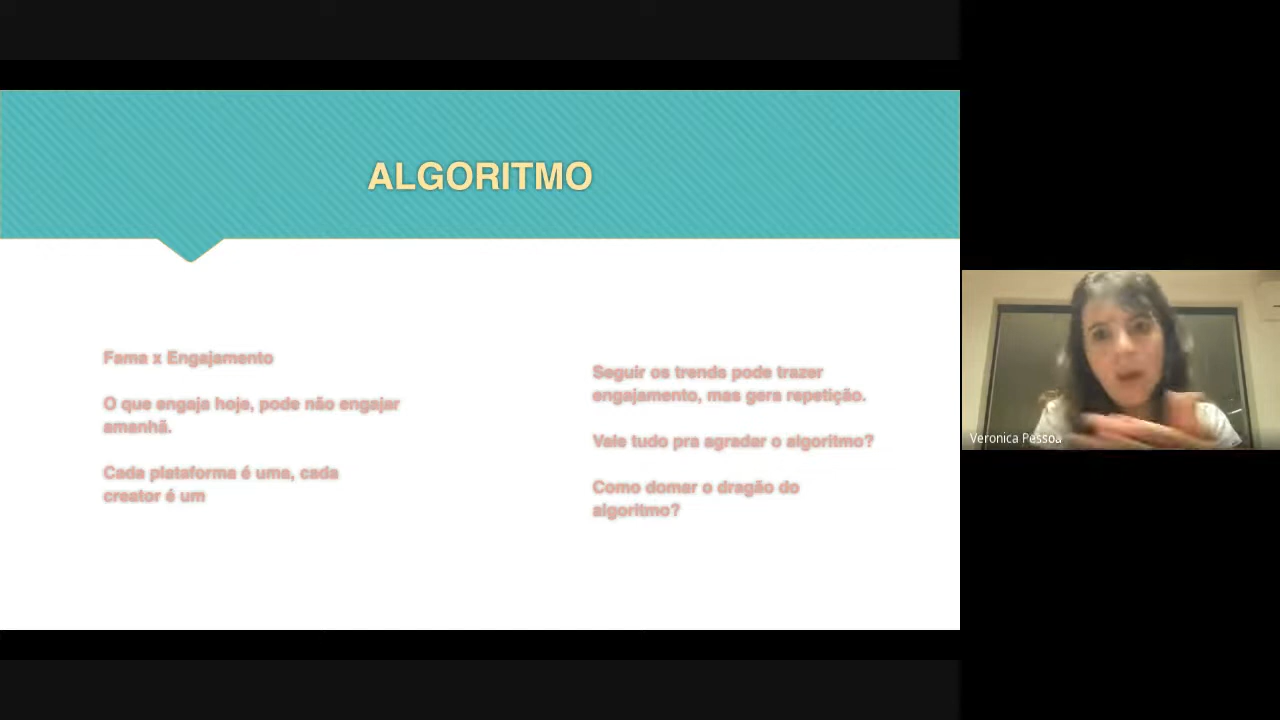 ALGORITMO
Fama x Engajamento
O que engaja hoje, pode não engajar
amanhã.
Cada plataforma é uma, cada
creator é um
Seguir os trends pode trazer
engajamento, mas gera repetição.
Vale tudo pra agradar o algoritmo?
Como domar o dragão do
algoritmo?
Veronica Pessoa